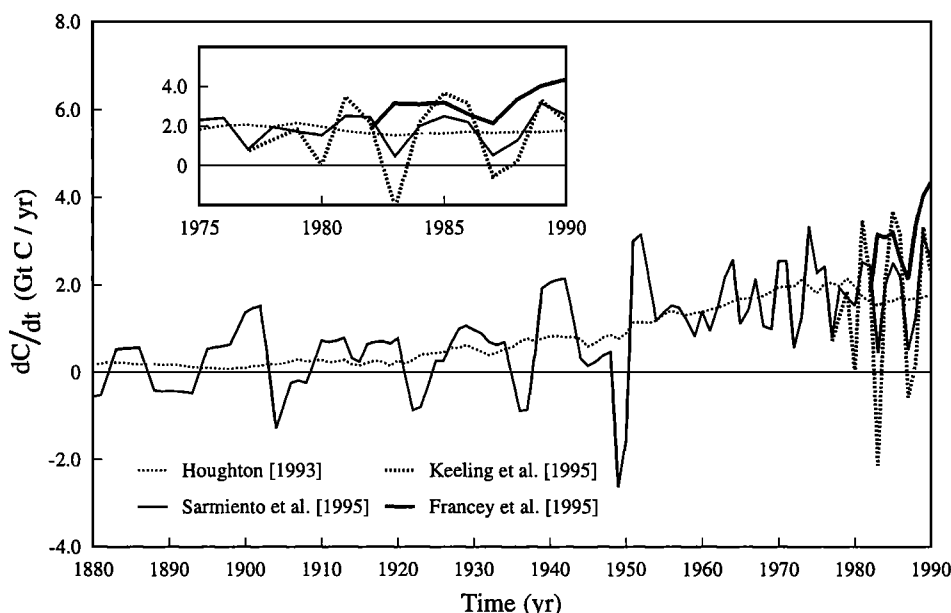 8.0
6.0
4.0
2.0
0
-2.0
-4.0
dC/dt (Gt C / yr)
4.0
2.0
0
1975 1980 1985 1990
Houghton [1993]
Keeling et al. [1995]
Sarmiento et al. [1995]
Francey et al. [1995]
1880 1890 1900 1910 1920 1930 1940 1950 1960 1970 1980 1990
Time (yr)